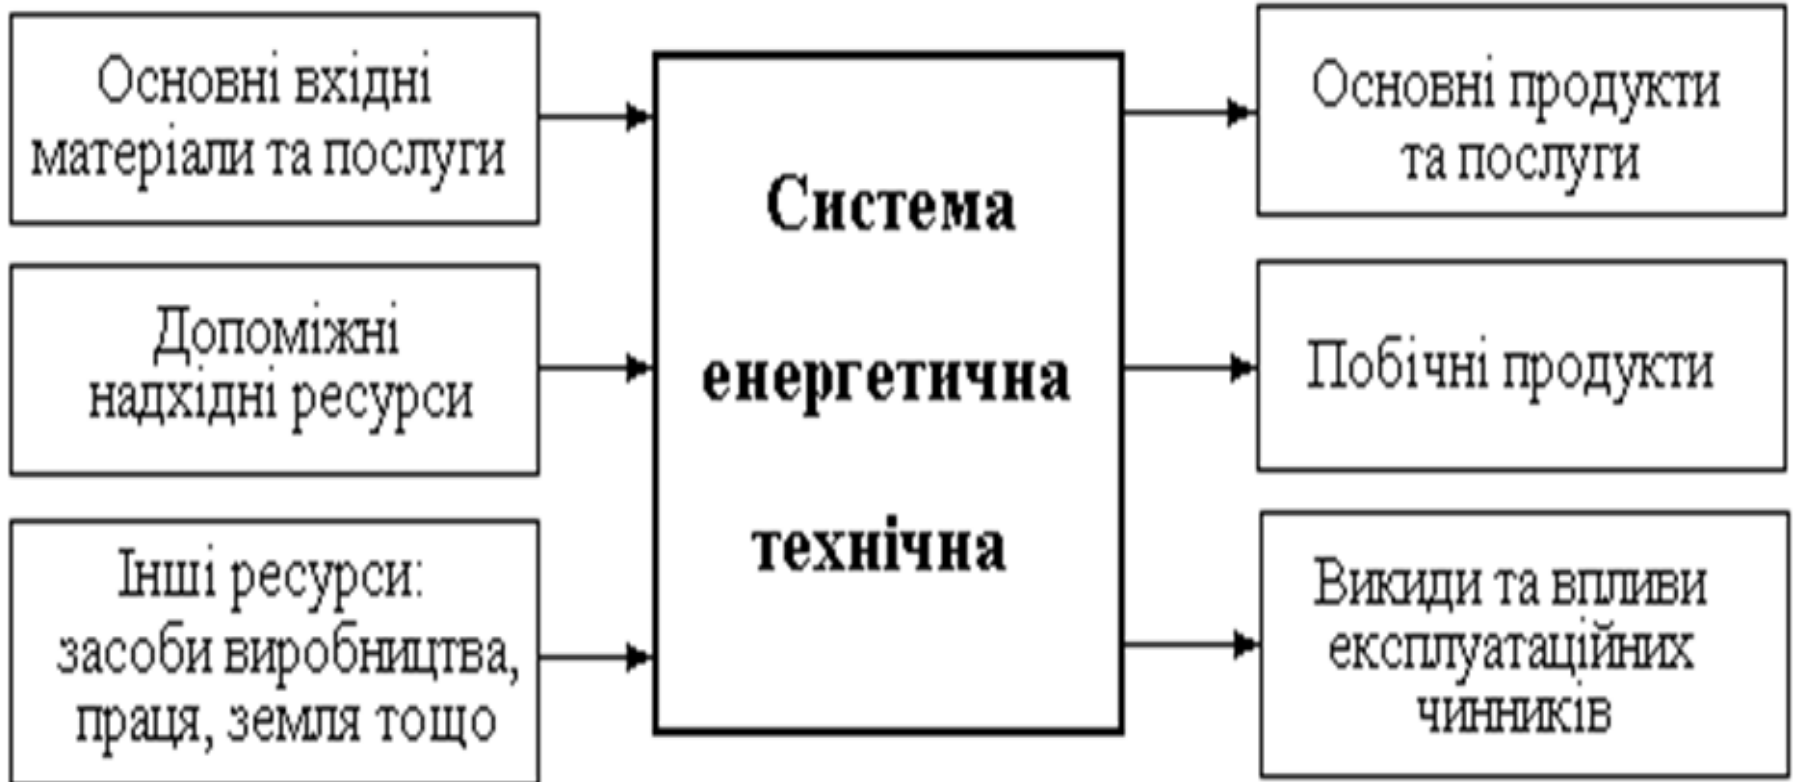 Основні вхідні
матеріали та послуги
Допоміжні
надхідні ресурси
Інші ресурси:
засоби виробництва,
праця, земля тощо
Система
енергетична
технічна
Основні продукти
та послуги
Побічні продукти
Викиди та впливи
експлуатаційних
чинників